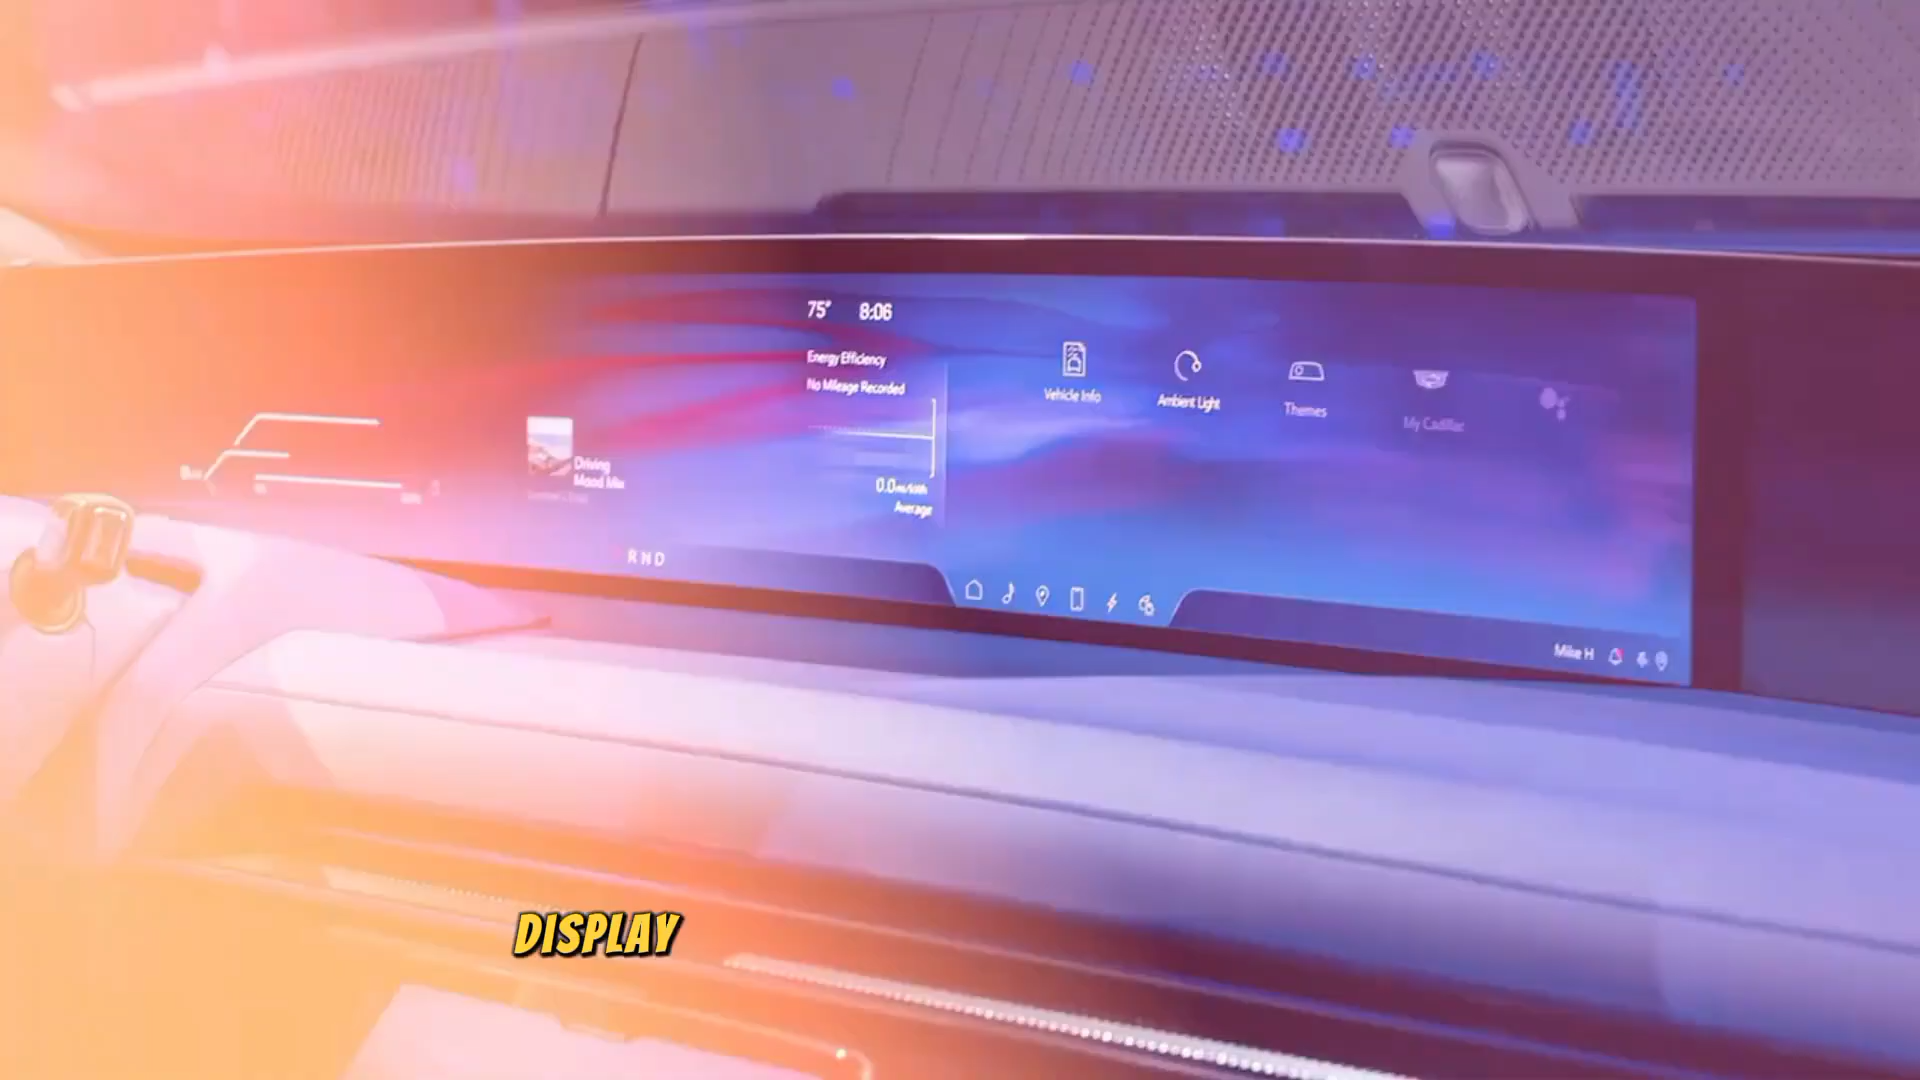 75° 8:06
Energy Efficiency
No Mileage Recorded
Vehicle Info
Ambient Light
Themes
My Cadillac
Driving
Mood Mix
0.0
Average
R N D
Mike H
DISPLAY